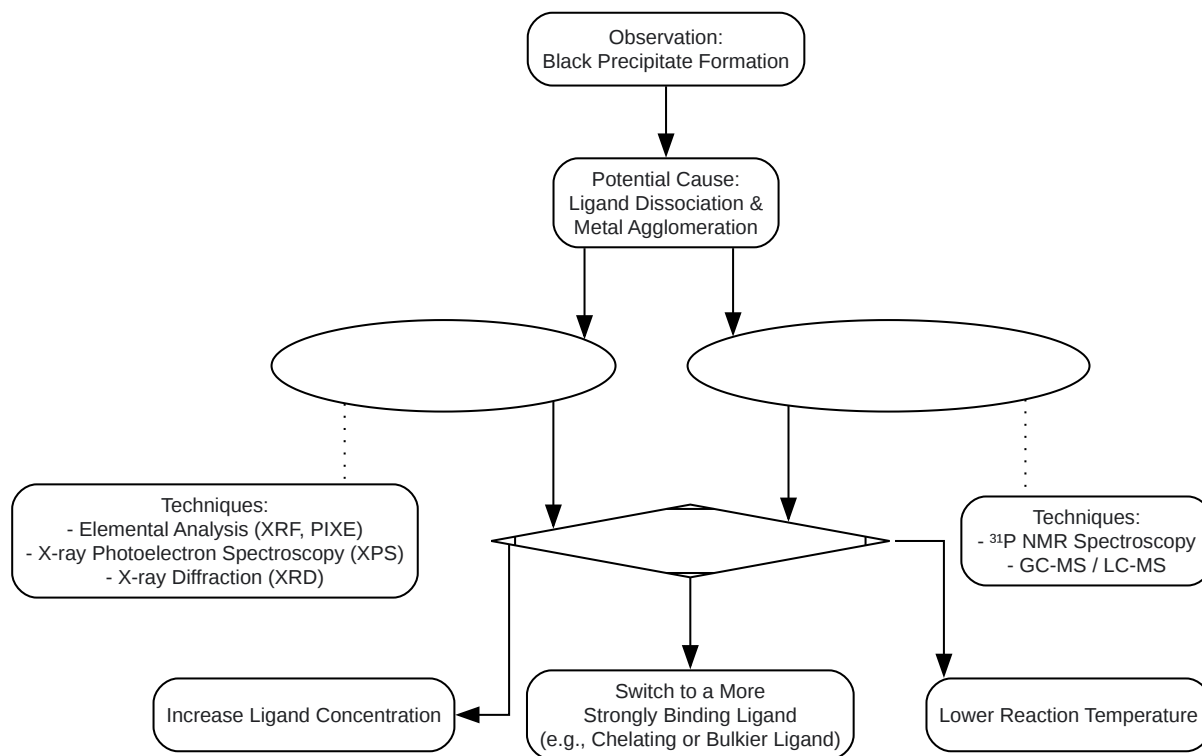 Observation:
Black Precipitate Formation
Potential Cause:
Ligand Dissociation &
Metal Agglomeration
Techniques:
- Elemental Analysis (XRF, PIXE)
- X-ray Photoelectron Spectroscopy (XPS)
- X-ray Diffraction (XRD)
Techniques:
- ³¹P NMR Spectroscopy
- GC-MS / LC-MS
Increase Ligand Concentration
Switch to a More
Strongly Binding Ligand
(e.g., Chelating or Bulkier Ligand)
Lower Reaction Temperature